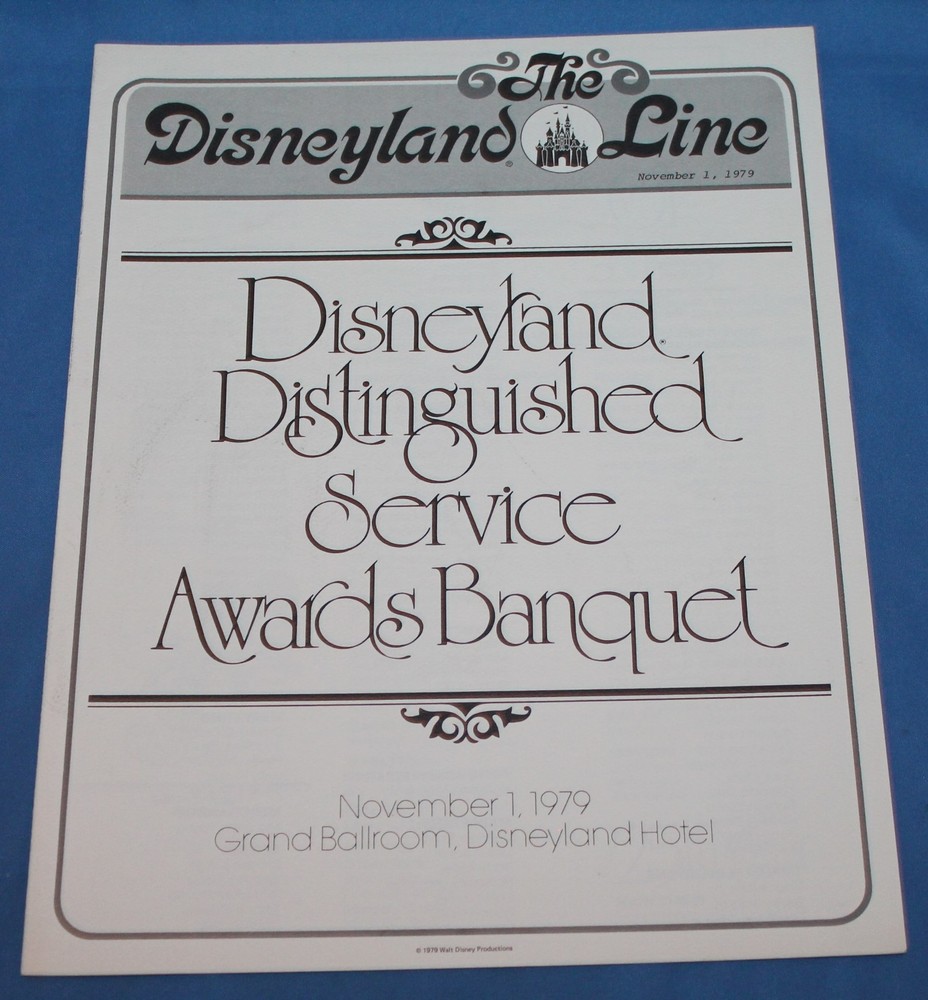 The
Disneyland® Line
November 1, 1979
Disneyland®
Distinguished
Service
Awards Banquet
November 1, 1979
Grand Ballroom, Disneyland Hotel
© 1979 Walt Disney Productions